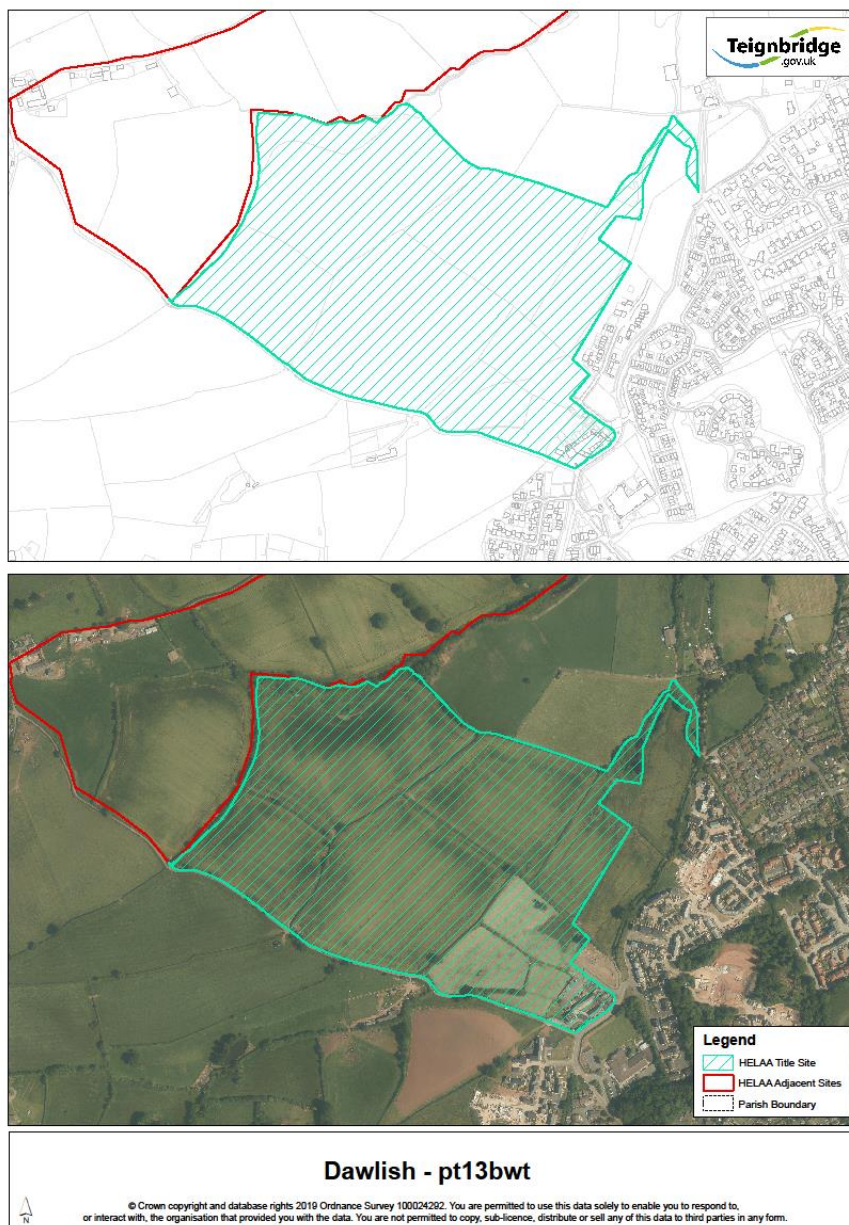 Teignbridge
.gov.uk
Legend
HELAA Title Site
HELAA Adjacent Sites
Parish Boundary
Dawlish - pt13bwt
N
© Crown copyright and database rights 2019 Ordnance Survey 100024292. You are permitted to use this data solely to enable you to respond to,
or interact with, the organisation that provided you with the data. You are not permitted to copy, sub-licence, distribute or sell any of this data to third parties in any form.